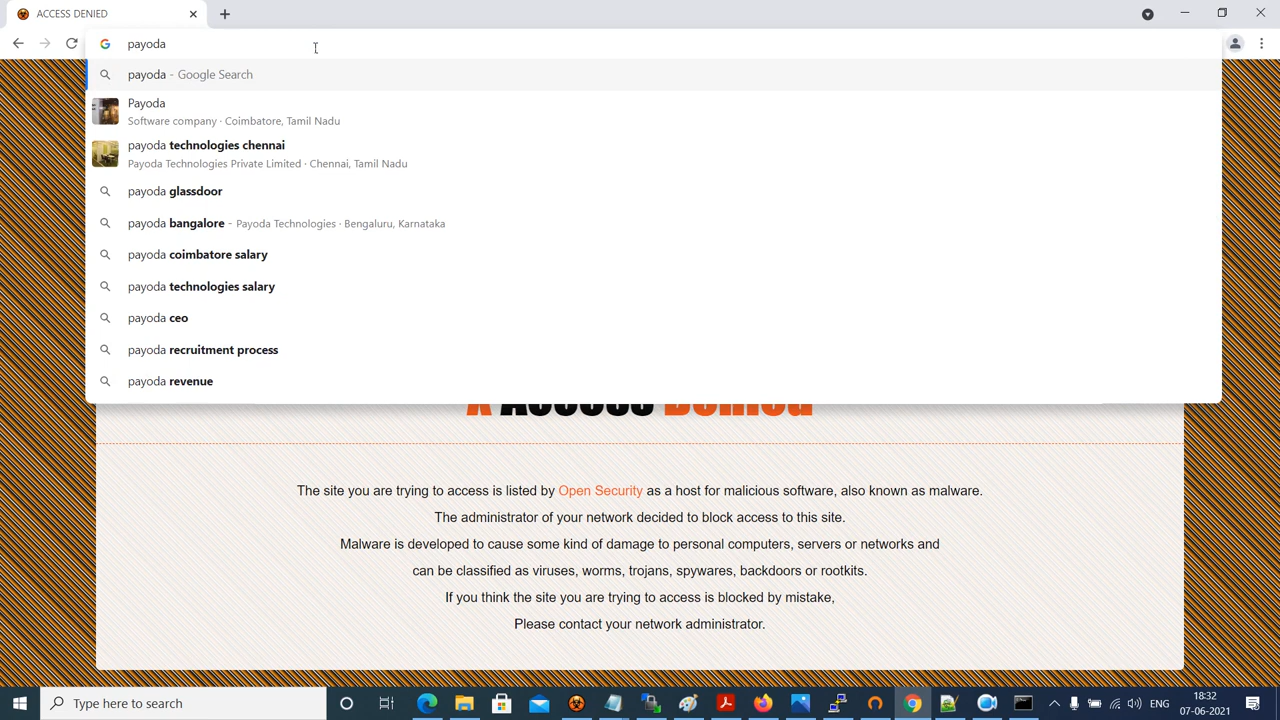 ACCESS DENIED
payoda
payoda - Google Search
Payoda
Software company · Coimbatore, Tamil Nadu
payoda technologies chennai
Payoda Technologies Private Limited · Chennai, Tamil Nadu
payoda glassdoor
payoda bangalore - Payoda Technologies · Bengaluru, Karnataka
payoda coimbatore salary
payoda technologies salary
payoda ceo
payoda recruitment process
payoda revenue
Access Denied
The site you are trying to access is listed by Open Security as a host for malicious software, also known as malware.
The administrator of your network decided to block access to this site.
Malware is developed to cause some kind of damage to personal computers, servers or networks and
can be classified as viruses, worms, trojans, spywares, backdoors or rootkits.
If you think the site you are trying to access is blocked by mistake,
Please contact your network administrator.
Type here to search
ENG
18:32
07-06-2021